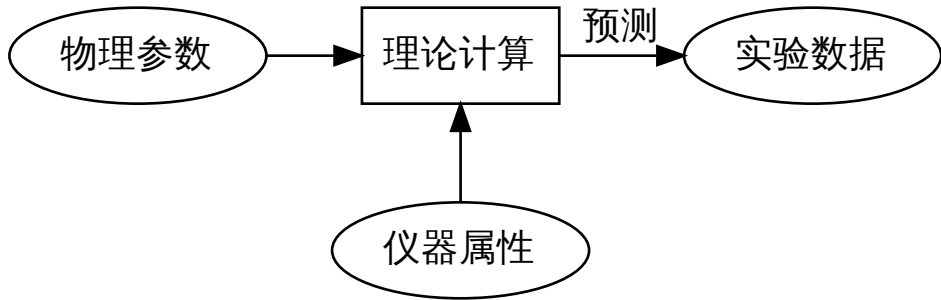 预测
物理参数
理论计算
实验数据
仪器属性